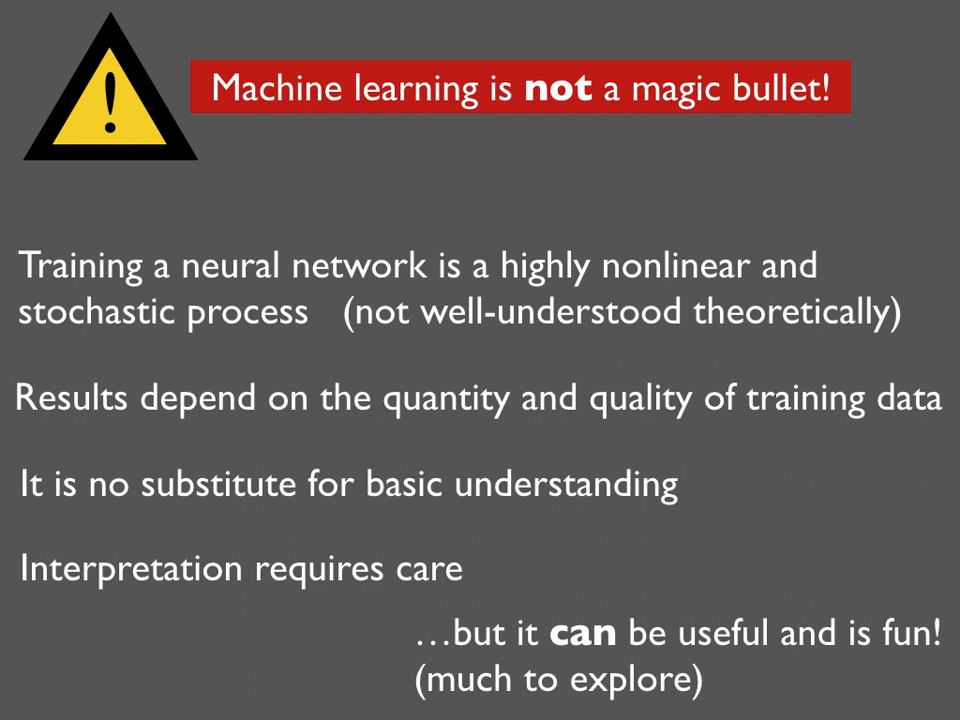 !
Machine learning is not a magic bullet!
Training a neural network is a highly nonlinear and
stochastic process (not well-understood theoretically)
Results depend on the quantity and quality of training data
It is no substitute for basic understanding
Interpretation requires care
…but it can be useful and is fun!
(much to explore)